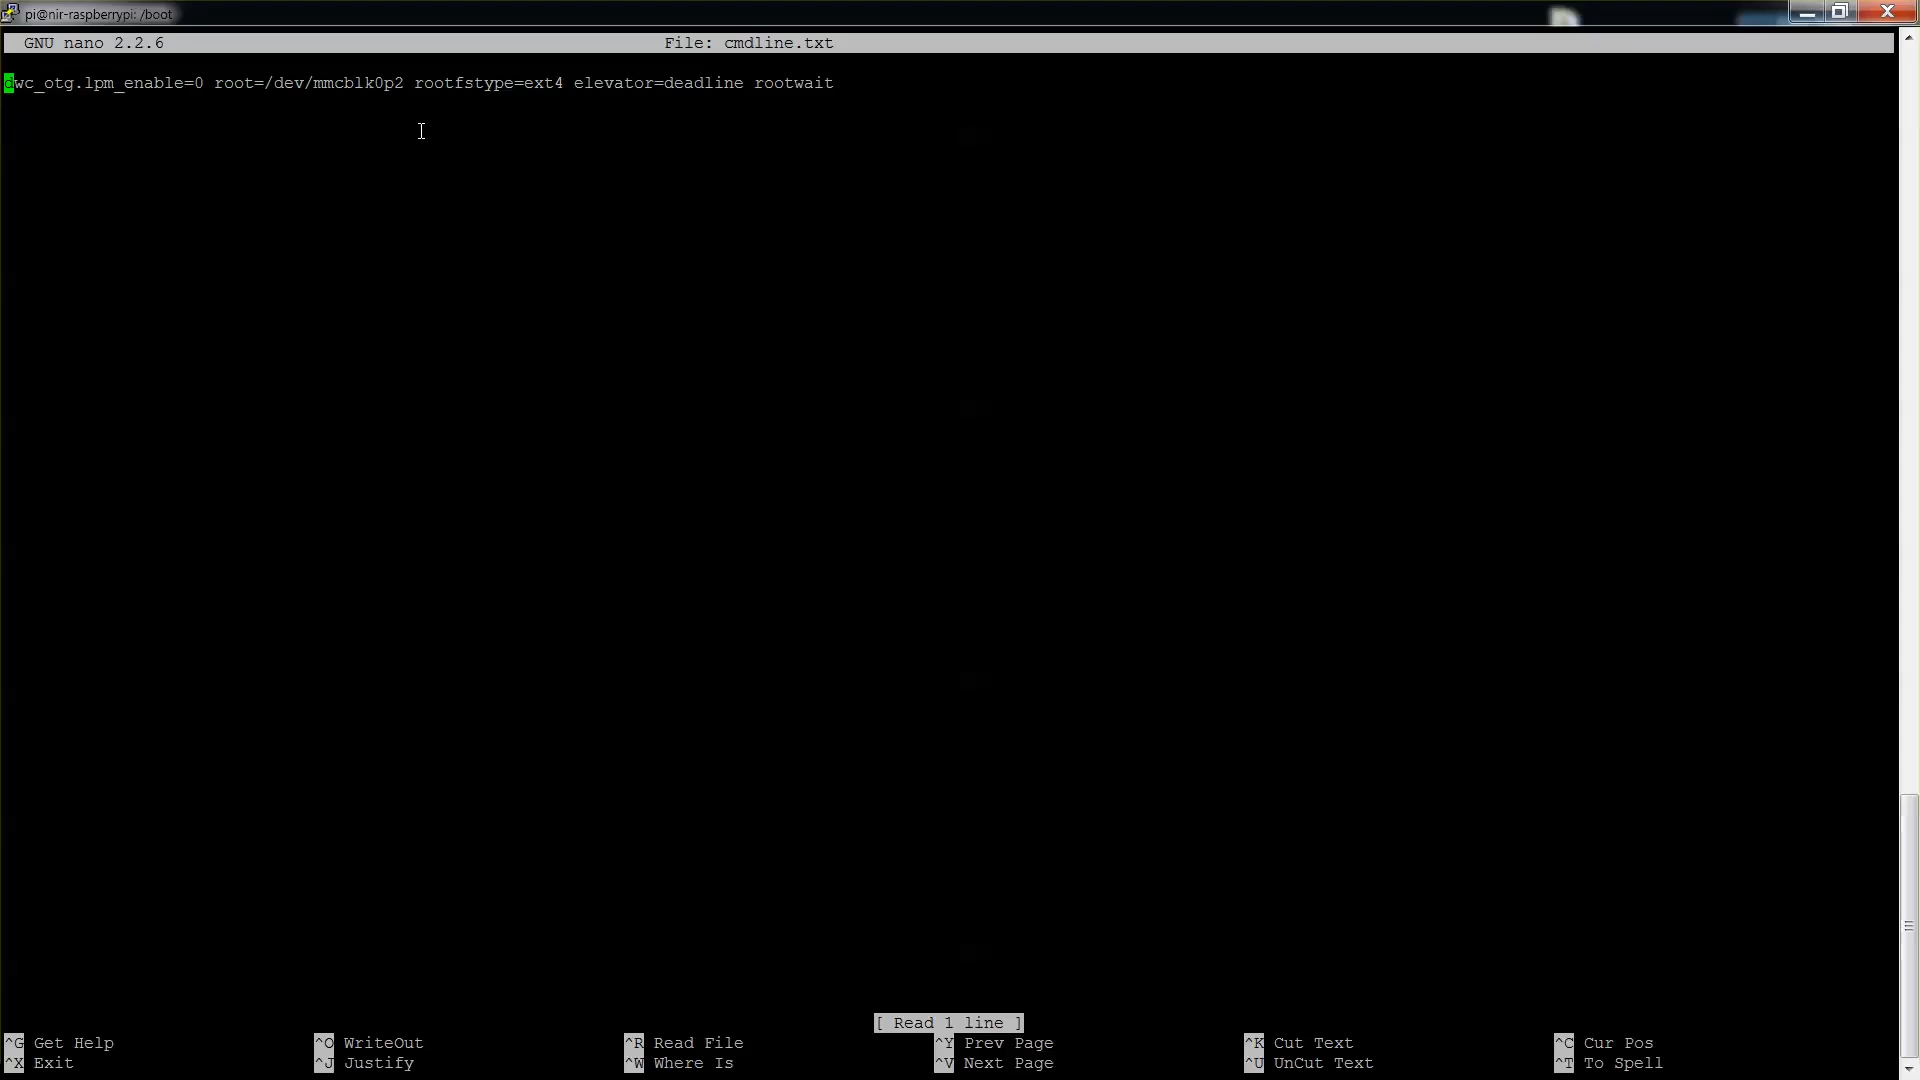 pi@nir-raspberrypi: /boot
GNU nano 2.2.6 File: cmdline.txt
dwc_otg.lpm_enable=0 root=/dev/mmcblk0p2 rootfstype=ext4 elevator=deadline rootwait
[ Read 1 line ]
^G Get Help ^O WriteOut ^R Read File ^Y Prev Page ^K Cut Text ^C Cur Pos
^X Exit ^J Justify ^W Where Is ^V Next Page ^U UnCut Text ^T To Spell